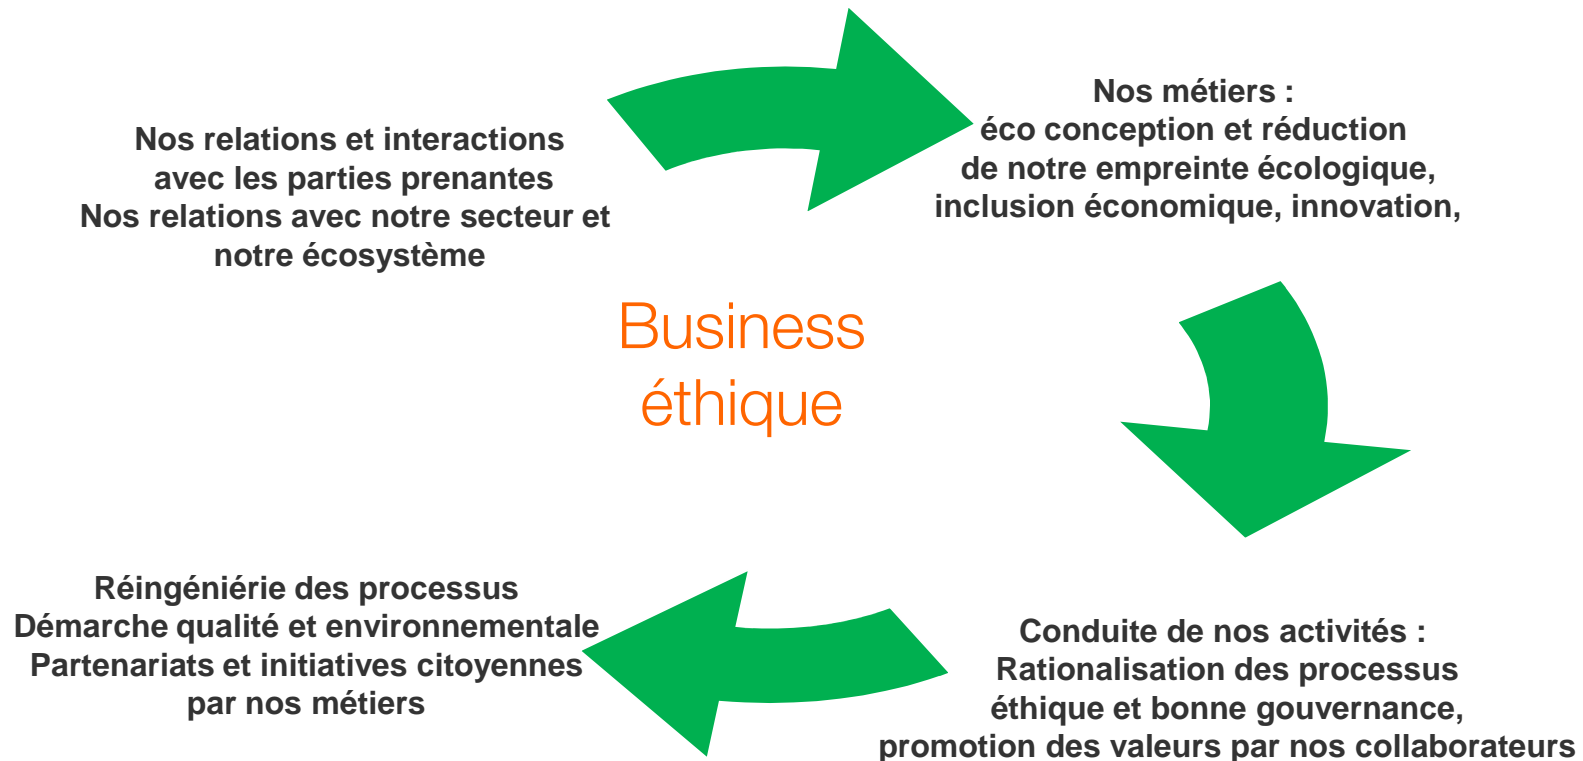 Nos relations et interactions
avec les parties prenantes
Nos relations avec notre secteur et
notre écosystème
Nos métiers :
éco conception et réduction
de notre empreinte écologique,
inclusion économique, innovation,
Business
éthique
Réingéniérie des processus
Démarche qualité et environnementale
Partenariats et initiatives citoyennes
par nos métiers
Conduite de nos activités :
Rationalisation des processus
éthique et bonne gouvernance,
promotion des valeurs par nos collaborateurs